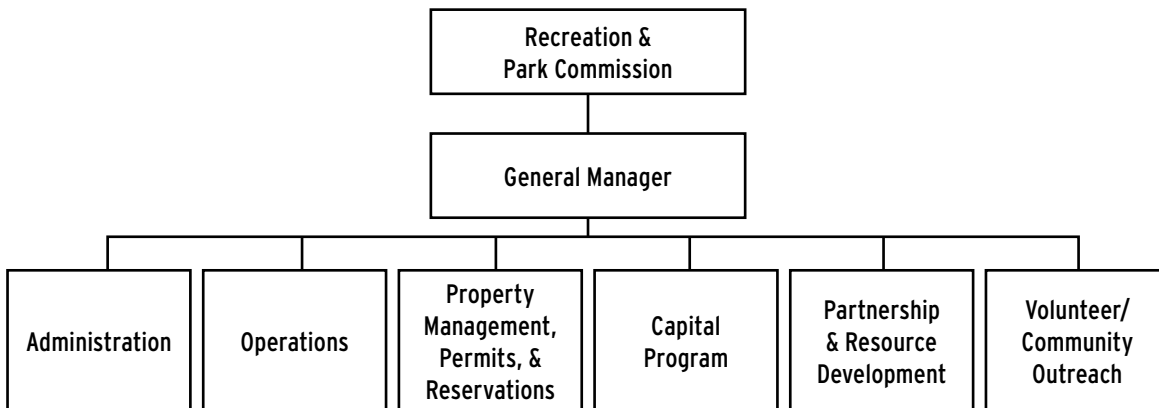 Recreation &
Park Commission
General Manager
Administration
Operations
Property
Management,
Permits, &
Reservations
Capital
Program
Partnership
& Resource
Development
Volunteer/
Community
Outreach